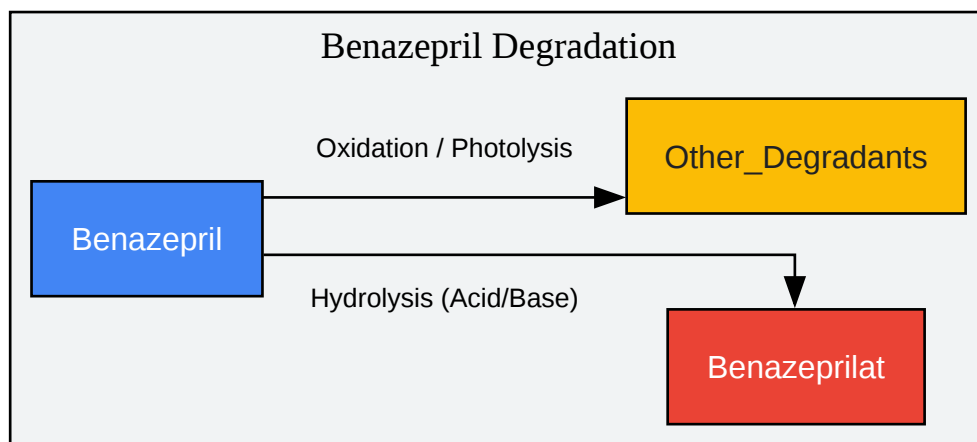 Benazepril Degradation
Oxidation / Photolysis
Other_Degradants
Benazepril
Hydrolysis (Acid/Base)
Benazeprilat